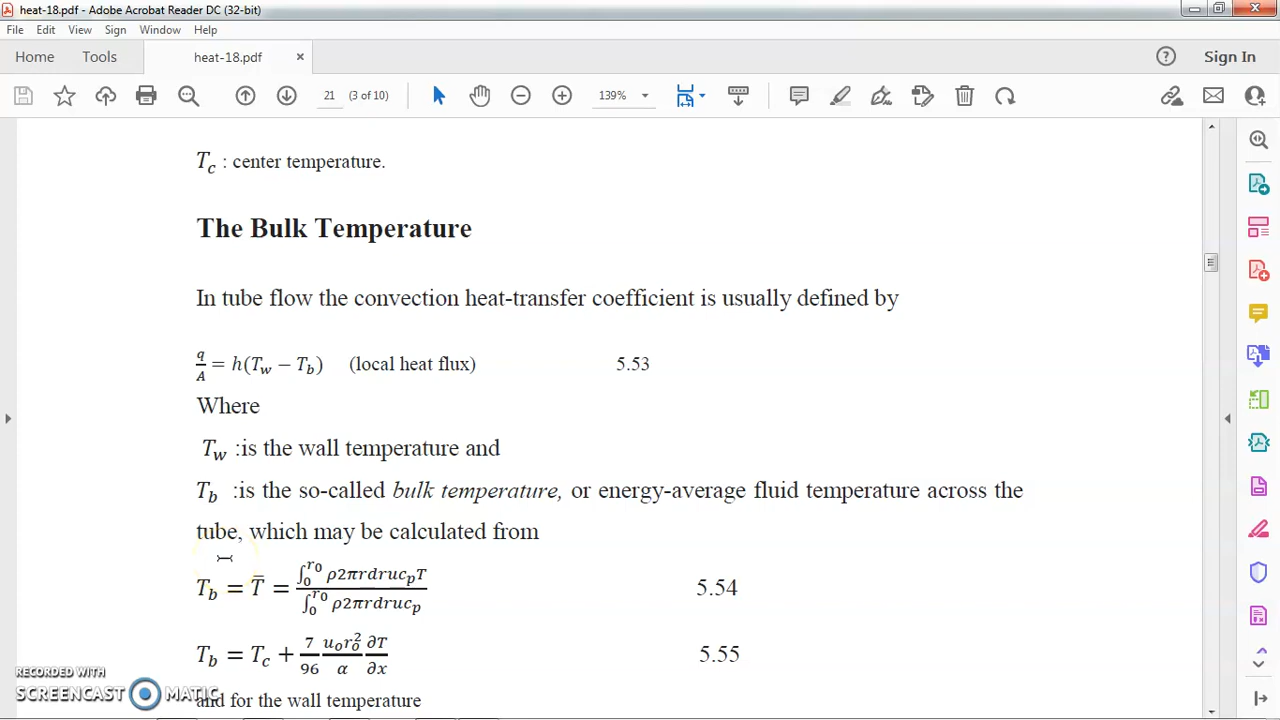 heat-18.pdf - Adobe Acrobat Reader DC (32-bit)
File Edit View Sign Window Help
Home Tools heat-18.pdf × Sign In
21 (3 of 10) 139%
T_c : center temperature.
The Bulk Temperature
In tube flow the convection heat-transfer coefficient is usually defined by
q/A = h(T_w − T_b) (local heat flux) 5.53
Where
T_w :is the wall temperature and
T_b :is the so-called bulk temperature, or energy-average fluid temperature across the
tube, which may be calculated from
T_b = T̄ = ∫_0^{r_0} ρ2πrdruc_pT / ∫_0^{r_0} ρ2πrdruc_p 5.54
T_b = T_c + 7/96 u_o r_o^2/α ∂T/∂x 5.55
and for the wall temperature
RECORDED WITH
SCREENCAST MATIC